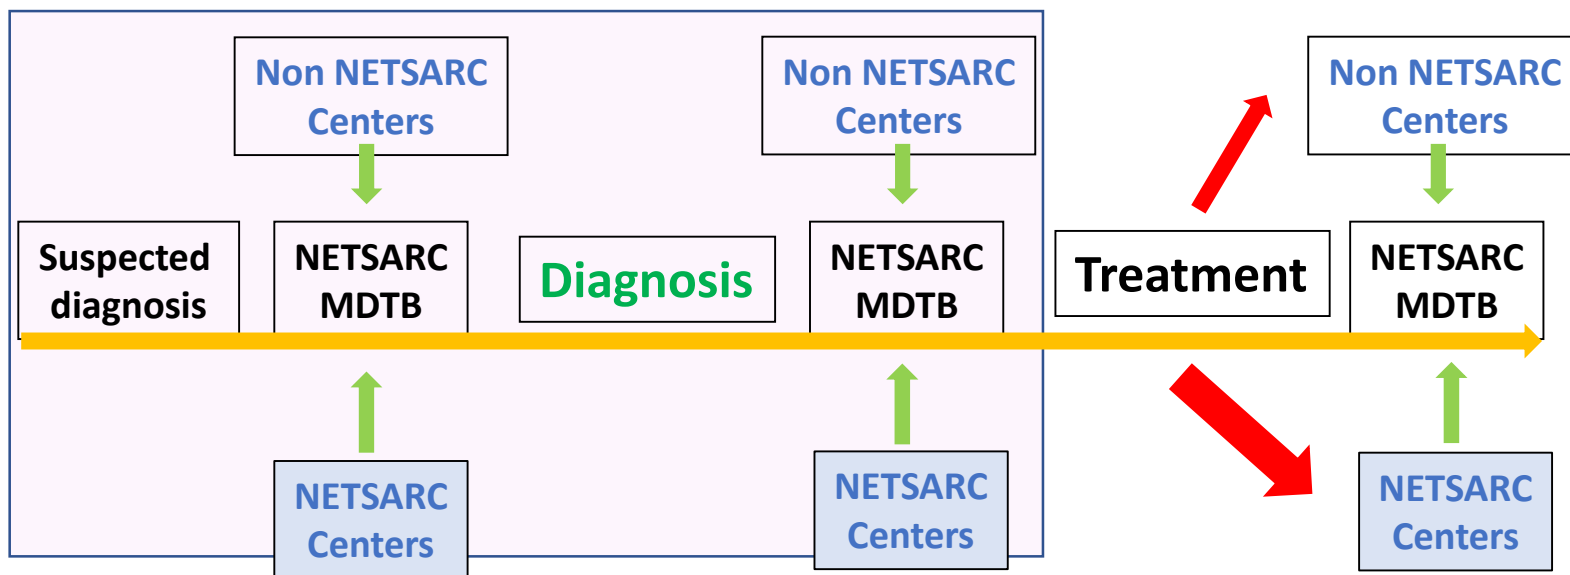 Non NETSARC
Centers
Non NETSARC
Centers
Non NETSARC
Centers
Suspected
diagnosis
NETSARC
MDTB
Diagnosis
NETSARC
MDTB
Treatment
NETSARC
MDTB
NETSARC
Centers
NETSARC
Centers
NETSARC
Centers